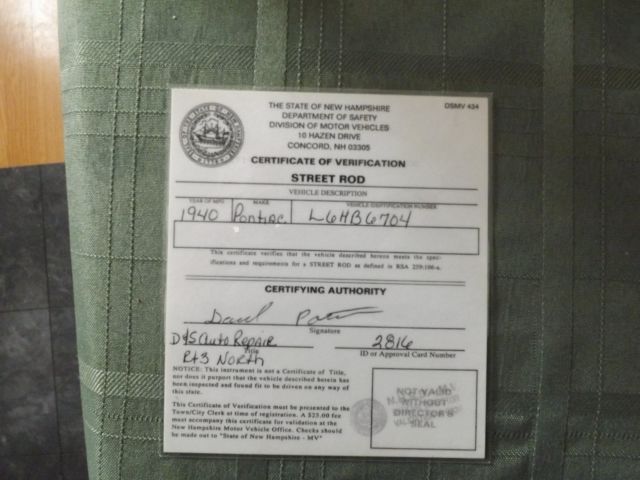 THE STATE OF NEW HAMPSHIRE
DSMV 434
DEPARTMENT OF SAFETY
DIVISION OF MOTOR VEHICLES
10 HAZEN DRIVE
CONCORD, NH 03305
CERTIFICATE OF VERIFICATION
STREET ROD
VEHICLE DESCRIPTION
YEAR OF MFG MAKE VEHICLE IDENTIFICATION NUMBER
1940 Pontiac L6HB6704
This certificate verifies that the vehicle described hereon meets the spec-
ifications and requirements for a STREET ROD as defined in RSA 259:106-a.
CERTIFYING AUTHORITY
Signature
D&S Auto Repair 2816
Title ID or Approval Card Number
Rt3 North
NOTICE: This instrument is not a Certificate of Title,
nor does it purport that the vehicle described herein has
been inspected and found fit to be driven on any way of
this state.
This Certificate of Verification must be presented to the
Town/City Clerk at time of registration. A $25.00 fee
must accompany this certificate for validation at the
New Hampshire Motor Vehicle Office. Checks should
be made out to "State of New Hampshire - MV"
NOT VALID
WITHOUT
DIRECTOR'S
SEAL